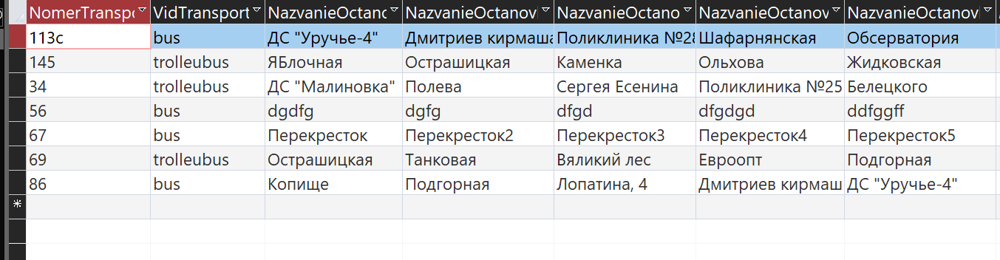 NomerTranspo VidTransport NazvanieOctano NazvanieOctanov NazvanieOctano NazvanieOctanov NazvanieOctanov
113c bus ДС "Уручье-4" Дмитриев кирмаша Поликлиника №28 Шафарнянская Обсерватория
145 trolleubus ЯБлочная Острашицкая Каменка Ольхова Жидковская
34 trolleubus ДС "Малиновка" Полева Сергея Есенина Поликлиника №25 Белецкого
56 bus dgdfg dgfg dfgd dfgdgd ddfggff
67 bus Перекресток Перекресток2 Перекресток3 Перекресток4 Перекресток5
69 trolleubus Острашицкая Танковая Вяликий лес Евроопт Подгорная
86 bus Копище Подгорная Лопатина, 4 Дмитриев кирмаш ДС "Уручье-4"